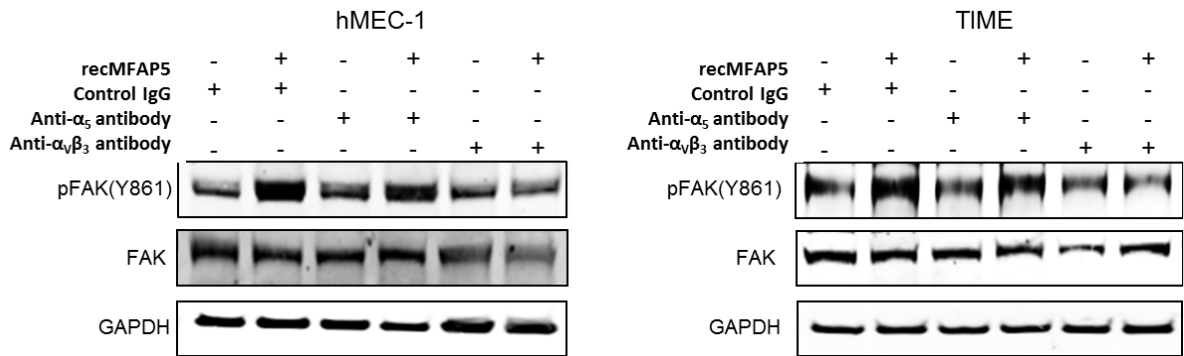 hMEC-1
recMFAP5 - + - + - +
Control IgG + + - - - -
Anti-α₅ antibody - - + + - -
Anti-αᵥβ₃ antibody - - - - + +
pFAK(Y861)
FAK
GAPDH
TIME
recMFAP5 - + - + - +
Control IgG + + - - - -
Anti-α₅ antibody - - + + - -
Anti-αᵥβ₃ antibody - - - - + +
pFAK(Y861)
FAK
GAPDH